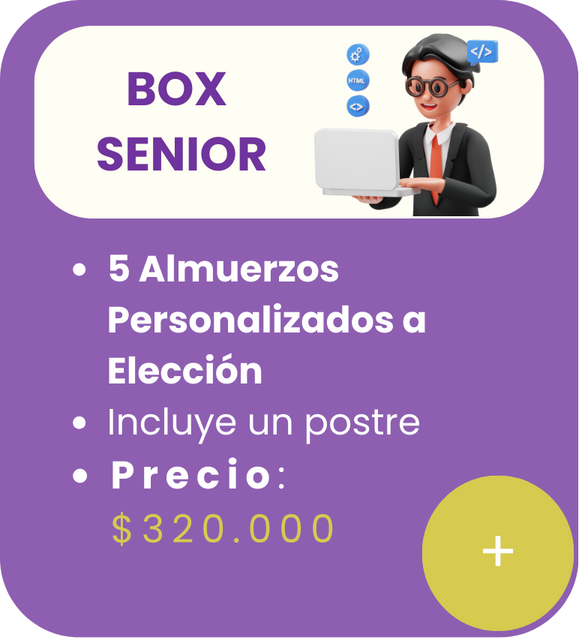 BOX
SENIOR
</>
HTML
<>
• 5 Almuerzos
Personalizados a
Elección
• Incluye un postre
• Precio:
$320.000
+